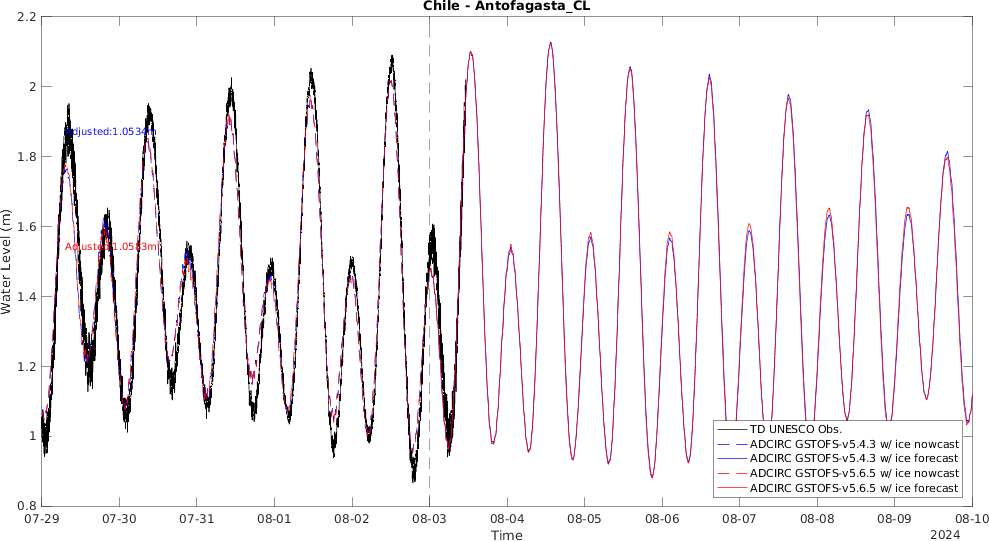 Chile - Antofagasta_CL
2.2
2
1.8
1.6
1.4
1.2
1
0.8
Water Level (m)
Adjusted:1.0534m
07-29
07-30
07-31
08-01
08-02
08-03
08-04
08-05
08-06
08-07
08-08
08-09
08-10
Time
2024
TD UNESCO Obs.
ADCIRC GSTOFS-v5.4.3 w/ ice nowcast
ADCIRC GSTOFS-v5.4.3 w/ ice forecast
ADCIRC GSTOFS-v5.6.5 w/ ice nowcast
ADCIRC GSTOFS-v5.6.5 w/ ice forecast